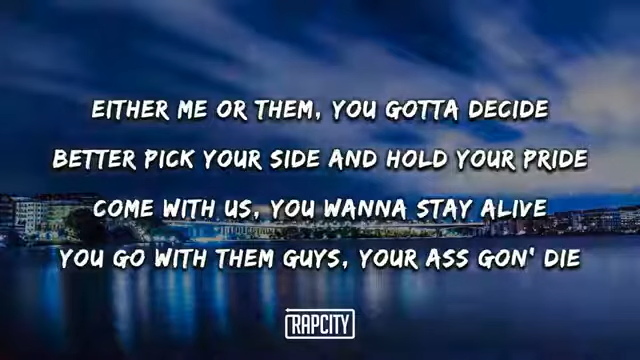 EITHER ME OR THEM, YOU GOTTA DECIDE
BETTER PICK YOUR SIDE AND HOLD YOUR PRIDE
COME WITH US, YOU WANNA STAY ALIVE
YOU GO WITH THEM GUYS, YOUR ASS GON' DIE
RAPCITY